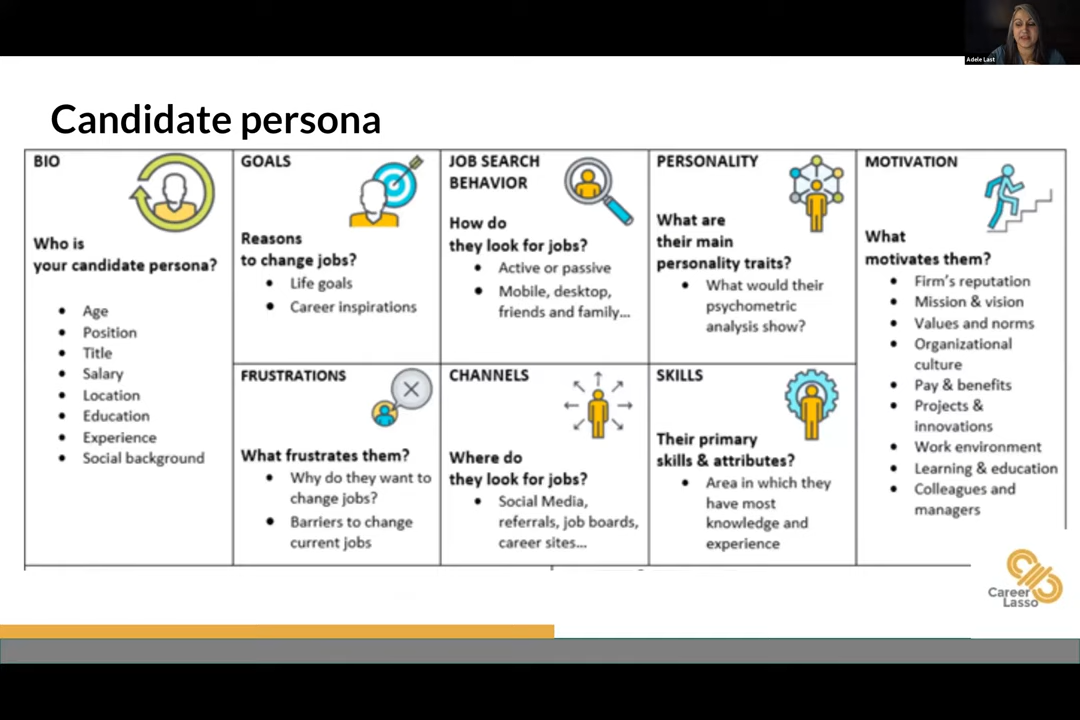 Adele Last
Candidate persona
BIO
Who is
your candidate persona?
• Age
• Position
• Title
• Salary
• Location
• Education
• Experience
• Social background
GOALS
Reasons
to change jobs?
• Life goals
• Career inspirations
FRUSTRATIONS
What frustrates them?
• Why do they want to
change jobs?
• Barriers to change
current jobs
JOB SEARCH
BEHAVIOR
How do
they look for jobs?
• Active or passive
• Mobile, desktop,
friends and family...
CHANNELS
Where do
they look for jobs?
• Social Media,
referrals, job boards,
career sites...
PERSONALITY
What are
their main
personality traits?
• What would their
psychometric
analysis show?
SKILLS
Their primary
skills & attributes?
• Area in which they
have most
knowledge and
experience
MOTIVATION
What
motivates them?
• Firm's reputation
• Mission & vision
• Values and norms
• Organizational
culture
• Pay & benefits
• Projects &
innovations
• Work environment
• Learning & education
• Colleagues and
managers
Career
Lasso